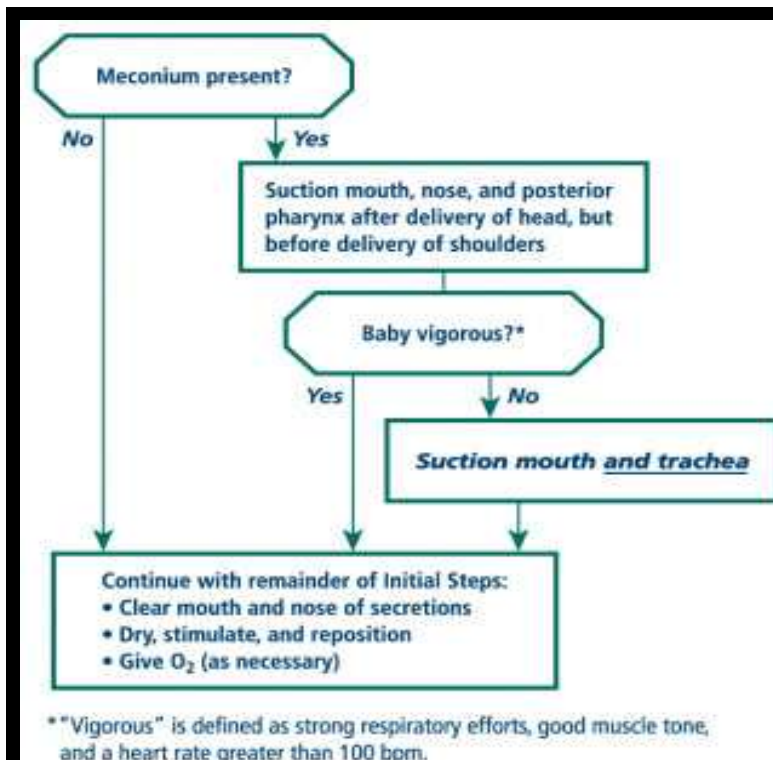 Meconium present?
No
Yes
Suction mouth, nose, and posterior
pharynx after delivery of head, but
before delivery of shoulders
Baby vigorous?*
Yes
No
Suction mouth and trachea
Continue with remainder of Initial Steps:
• Clear mouth and nose of secretions
• Dry, stimulate, and reposition
• Give O₂ (as necessary)
*"Vigorous" is defined as strong respiratory efforts, good muscle tone,
and a heart rate greater than 100 bpm.